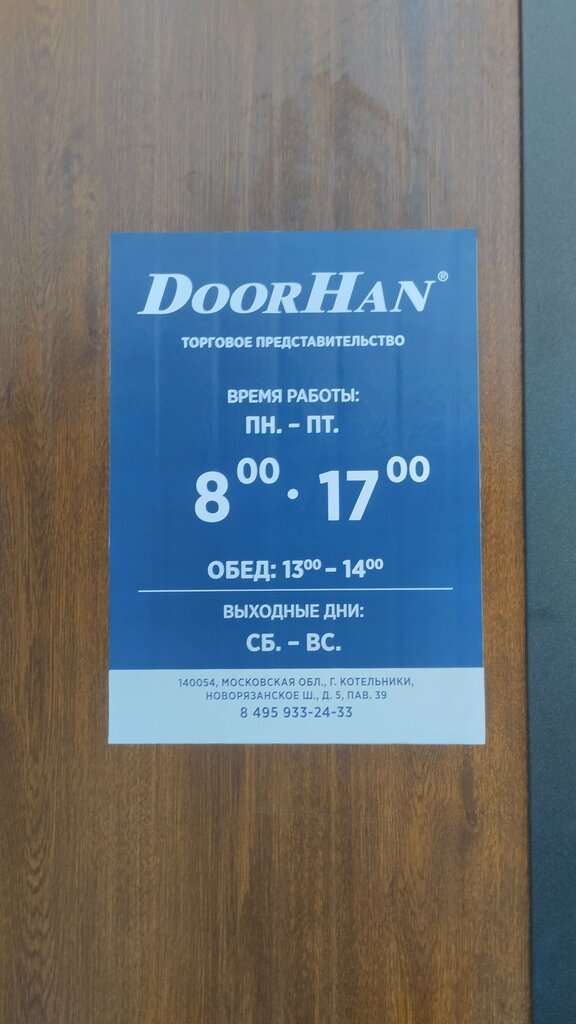 DOORHAN®
ТОРГОВОЕ ПРЕДСТАВИТЕЛЬСТВО
ВРЕМЯ РАБОТЫ:
ПН. – ПТ.
8⁰⁰ · 17⁰⁰
ОБЕД: 13⁰⁰ – 14⁰⁰
ВЫХОДНЫЕ ДНИ:
СБ. – ВС.
140054, МОСКОВСКАЯ ОБЛ., Г. КОТЕЛЬНИКИ,
НОВОРЯЗАНСКОЕ Ш., Д. 5, ПАВ. 39
8 495 933-24-33